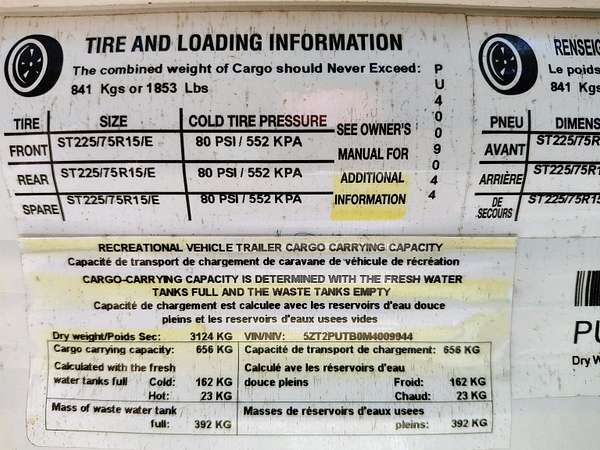 TIRE AND LOADING INFORMATION
The combined weight of Cargo should Never Exceed:
841 Kgs or 1853 Lbs
TIRE SIZE COLD TIRE PRESSURE
FRONT ST225/75R15/E 80 PSI / 552 KPA
REAR ST225/75R15/E 80 PSI / 552 KPA
SPARE ST225/75R15/E 80 PSI / 552 KPA
SEE OWNER'S
MANUAL FOR
ADDITIONAL
INFORMATION
PU4009944
RENSEIG
Le poids
841 Kgs
PNEU DIMENS
AVANT ST225/75R
ARRIÈRE ST225/75R
DE SECOURS ST225/75R15
RECREATIONAL VEHICLE TRAILER CARGO CARRYING CAPACITY
Capacité de transport de chargement de caravane de véhicule de récréation
CARGO-CARRYING CAPACITY IS DETERMINED WITH THE FRESH WATER
TANKS FULL AND THE WASTE TANKS EMPTY
Capacité de chargement est calculee avec les reservoirs d'eau douce
pleins et les reservoirs d'eaux usees vides
Dry weight/Poids Sec: 3124 KG VIN/NIV: 5ZT2PUTB0M4009944
Cargo carrying capacity: 656 KG Capacité de transport de chargement: 656 KG
Calculated with the fresh Calculé ave les réservoirs d'eau
water tanks full Cold: 162 KG douce pleins Froid: 162 KG
Hot: 23 KG Chaud: 23 KG
Mass of waste water tank Masses de réservoirs d'eaux usees
full: 392 KG pleins: 392 KG
PU
Dry W